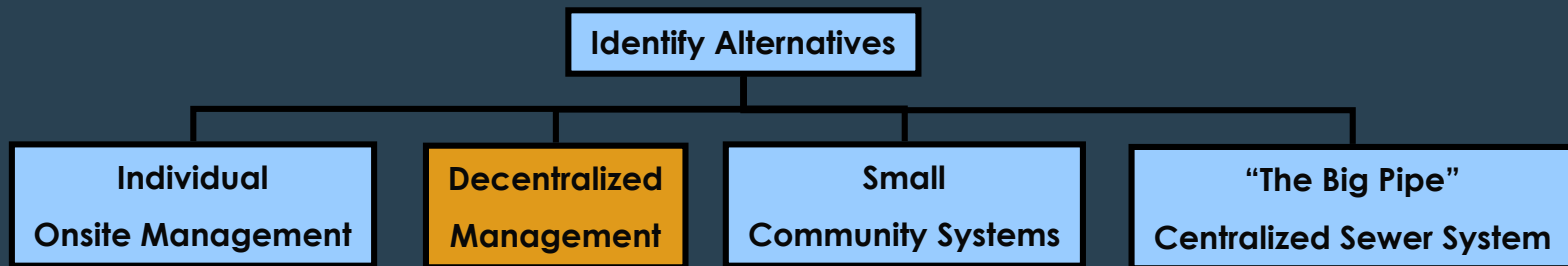 Identify Alternatives
Individual
Onsite Management
Decentralized
Management
Small
Community Systems
“The Big Pipe”
Centralized Sewer System